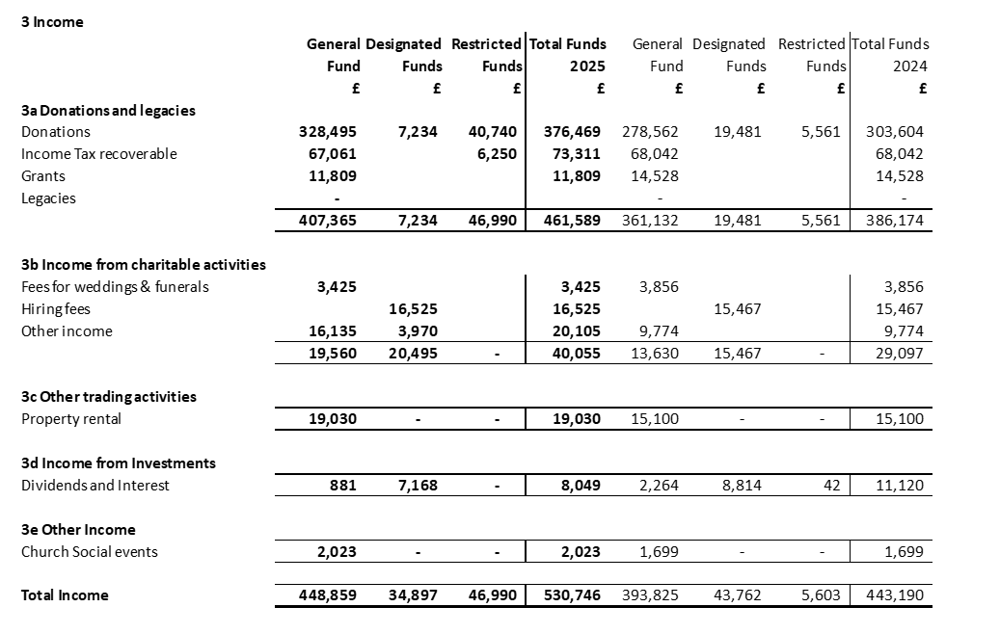 3 Income
General Designated Restricted Total Funds General Designated Restricted Total Funds
Fund Funds Funds 2025 Fund Funds Funds 2024
£ £ £ £ £ £ £ £
3a Donations and legacies
Donations 328,495 7,234 40,740 376,469 278,562 19,481 5,561 303,604
Income Tax recoverable 67,061 6,250 73,311 68,042 68,042
Grants 11,809 11,809 14,528 14,528
Legacies - - -
407,365 7,234 46,990 461,589 361,132 19,481 5,561 386,174
3b Income from charitable activities
Fees for weddings & funerals 3,425 3,425 3,856 3,856
Hiring fees 16,525 16,525 15,467 15,467
Other income 16,135 3,970 20,105 9,774 9,774
19,560 20,495 - 40,055 13,630 15,467 - 29,097
3c Other trading activities
Property rental 19,030 - - 19,030 15,100 - - 15,100
3d Income from Investments
Dividends and Interest 881 7,168 - 8,049 2,264 8,814 42 11,120
3e Other Income
Church Social events 2,023 - - 2,023 1,699 - - 1,699
Total Income 448,859 34,897 46,990 530,746 393,825 43,762 5,603 443,190